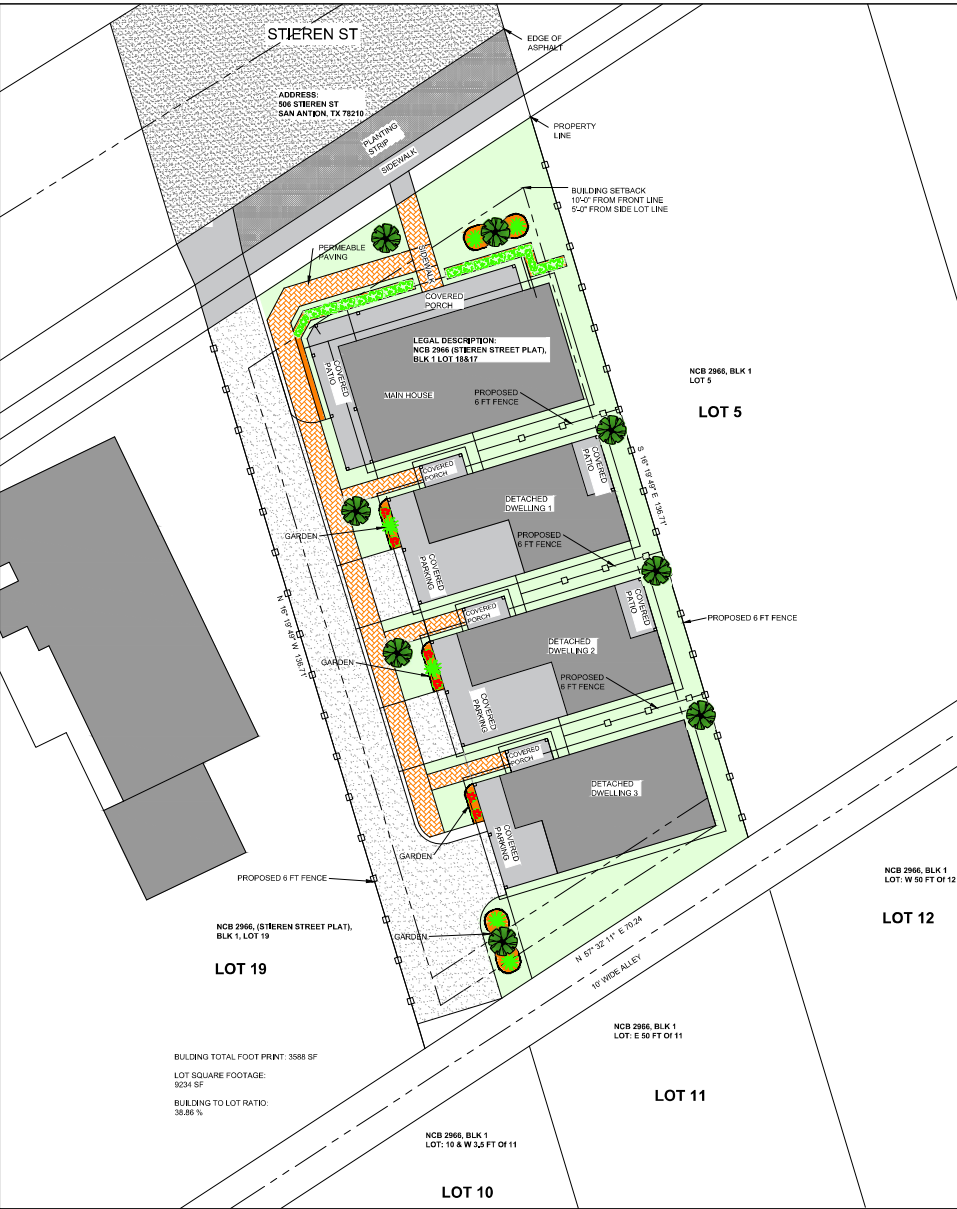 STIEREN ST
EDGE OF
ASPHALT
ADDRESS:
506 STIEREN ST
SAN ANTION, TX 78210
PLANTING
STRIP
SIDEWALK
PROPERTY
LINE
BUILDING SETBACK
10'-0" FROM FRONT LINE
5'-0" FROM SIDE LOT LINE
PERMEABLE
PAVING
SIDEWALK
COVERED
PORCH
LEGAL DESCRIPTION:
NCB 2966 (STIEREN STREET PLAT),
BLK 1 LOT 18&17
COVERED
PATIO
MAIN HOUSE
PROPOSED
6 FT FENCE
NCB 2966, BLK 1
LOT 5
LOT 5
COVERED
PORCH
COVERED
PATIO
S 16° 19' 49" E 136.71'
DETACHED
DWELLING 1
GARDEN
PROPOSED
6 FT FENCE
COVERED
PARKING
N 16° 19' 49" W 136.71'
COVERED
PORCH
COVERED
PATIO
PROPOSED 6 FT FENCE
DETACHED
DWELLING 2
GARDEN
PROPOSED
6 FT FENCE
COVERED
PARKING
COVERED
PORCH
DETACHED
DWELLING 3
COVERED
PARKING
GARDEN
PROPOSED 6 FT FENCE
NCB 2966, BLK 1
LOT: W 50 FT Of 12
LOT 12
NCB 2966, (STIEREN STREET PLAT),
BLK 1, LOT 19
LOT 19
GARDEN
N 57° 32' 11" E 70.24
10' WIDE ALLEY
NCB 2966, BLK 1
LOT: E 50 FT Of 11
LOT 11
BULDING TOTAL FOOT PRINT: 3588 SF
LOT SQUARE FOOTAGE:
9234 SF
BUILDING TO LOT RATIO:
38.86 %
NCB 2966, BLK 1
LOT: 10 & W 3.5 FT Of 11
LOT 10